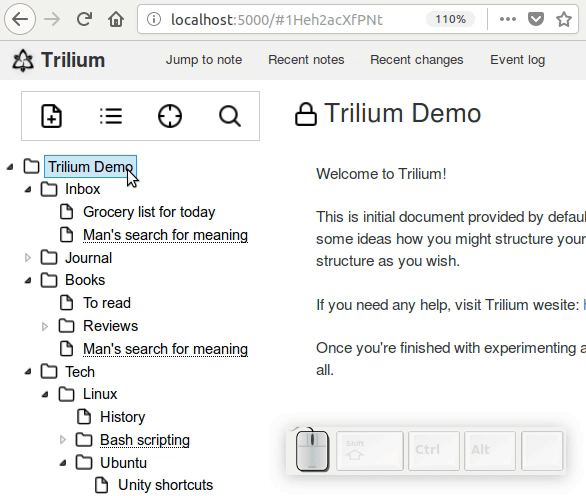 localhost:5000/#1Heh2acXfPNt 110%
Trilium Jump to note Recent notes Recent changes Event log
Trilium Demo
Inbox
Grocery list for today
Man's search for meaning
Journal
Books
To read
Reviews
Man's search for meaning
Tech
Linux
History
Bash scripting
Ubuntu
Unity shortcuts
Trilium Demo
Welcome to Trilium!
This is initial document provided by
some ideas how you might structure your
structure as you wish.
If you need any help, visit Trilium wesite:
Once you're finished with experimenting a
all.
Shift Ctrl Alt